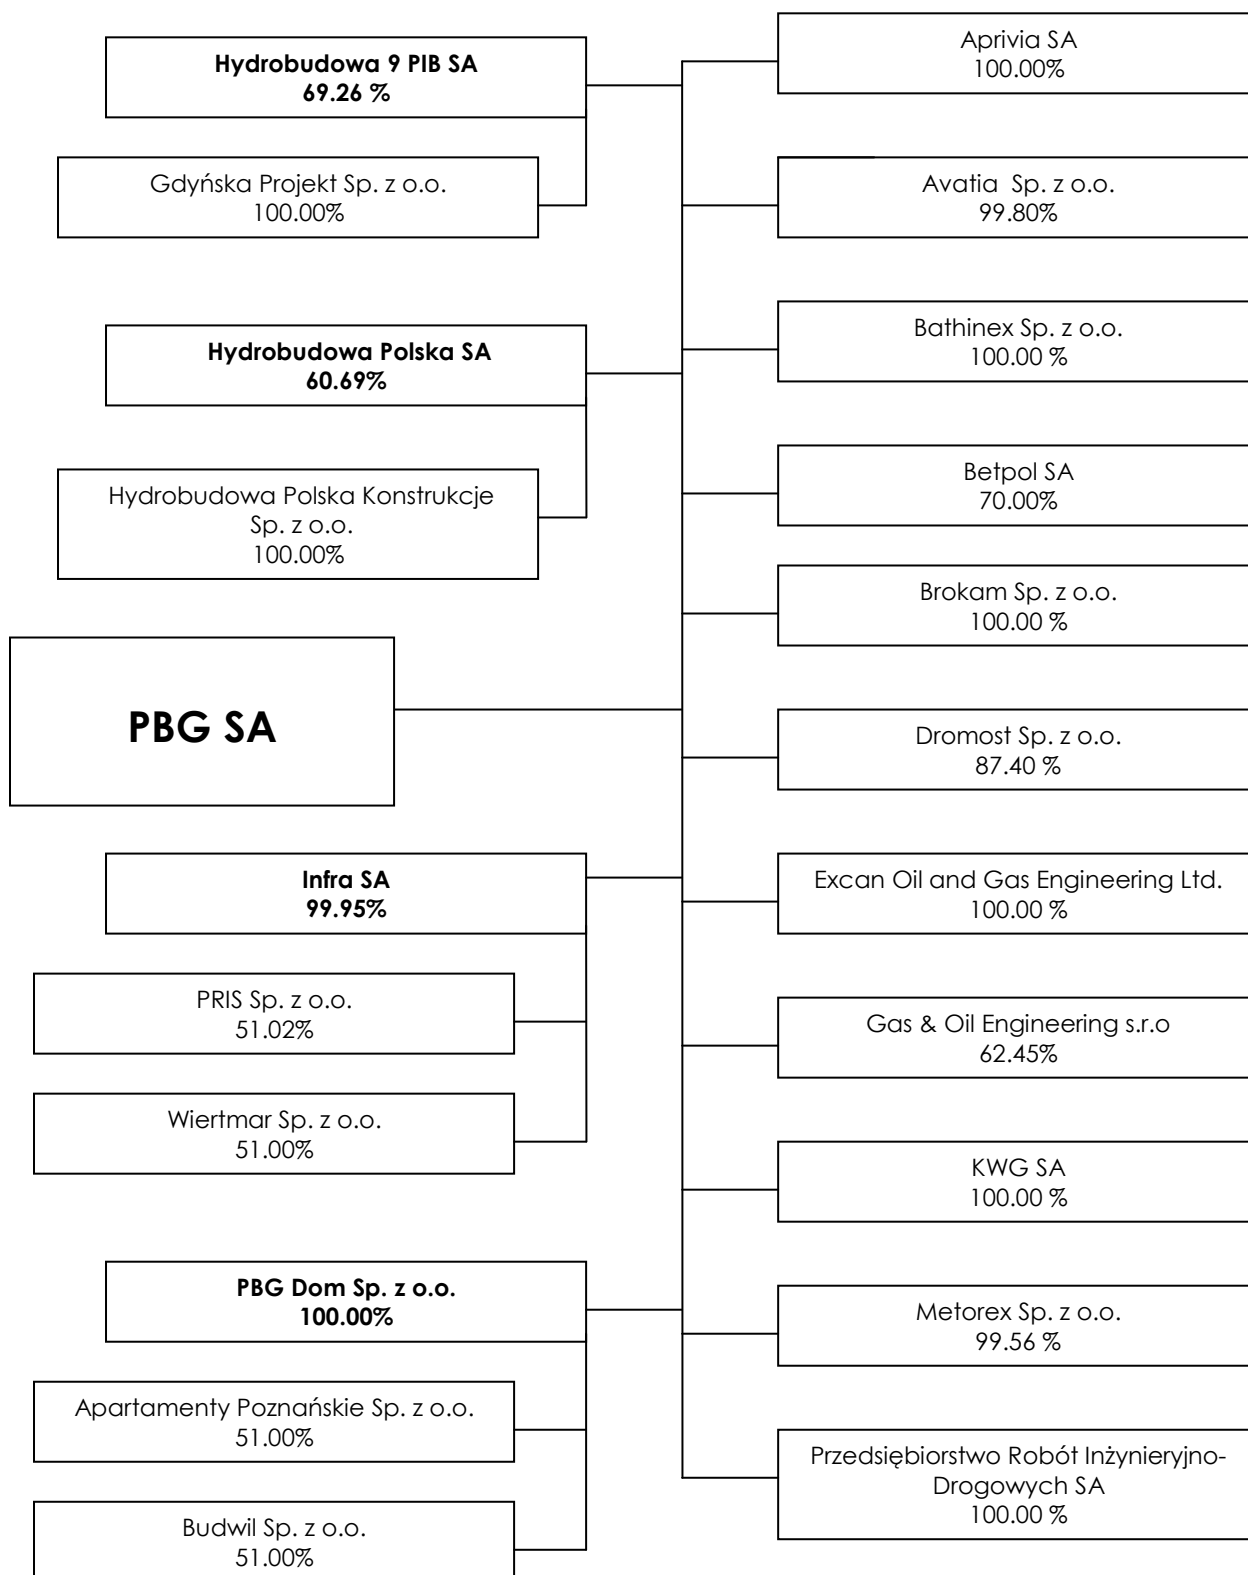 Hydrobudowa 9 PIB SA
69.26 %
Gdyńska Projekt Sp. z o.o.
100.00%
Hydrobudowa Polska SA
60.69%
Hydrobudowa Polska Konstrukcje
Sp. z o.o.
100.00%
PBG SA
Infra SA
99.95%
PRIS Sp. z o.o.
51.02%
Wiertmar Sp. z o.o.
51.00%
PBG Dom Sp. z o.o.
100.00%
Apartamenty Poznańskie Sp. z o.o.
51.00%
Budwil Sp. z o.o.
51.00%
Aprivia SA
100.00%
Avatia Sp. z o.o.
99.80%
Bathinex Sp. z o.o.
100.00 %
Betpol SA
70.00%
Brokam Sp. z o.o.
100.00 %
Dromost Sp. z o.o.
87.40 %
Excan Oil and Gas Engineering Ltd.
100.00 %
Gas & Oil Engineering s.r.o
62.45%
KWG SA
100.00 %
Metorex Sp. z o.o.
99.56 %
Przedsiębiorstwo Robót Inżynieryjno-
Drogowych SA
100.00 %